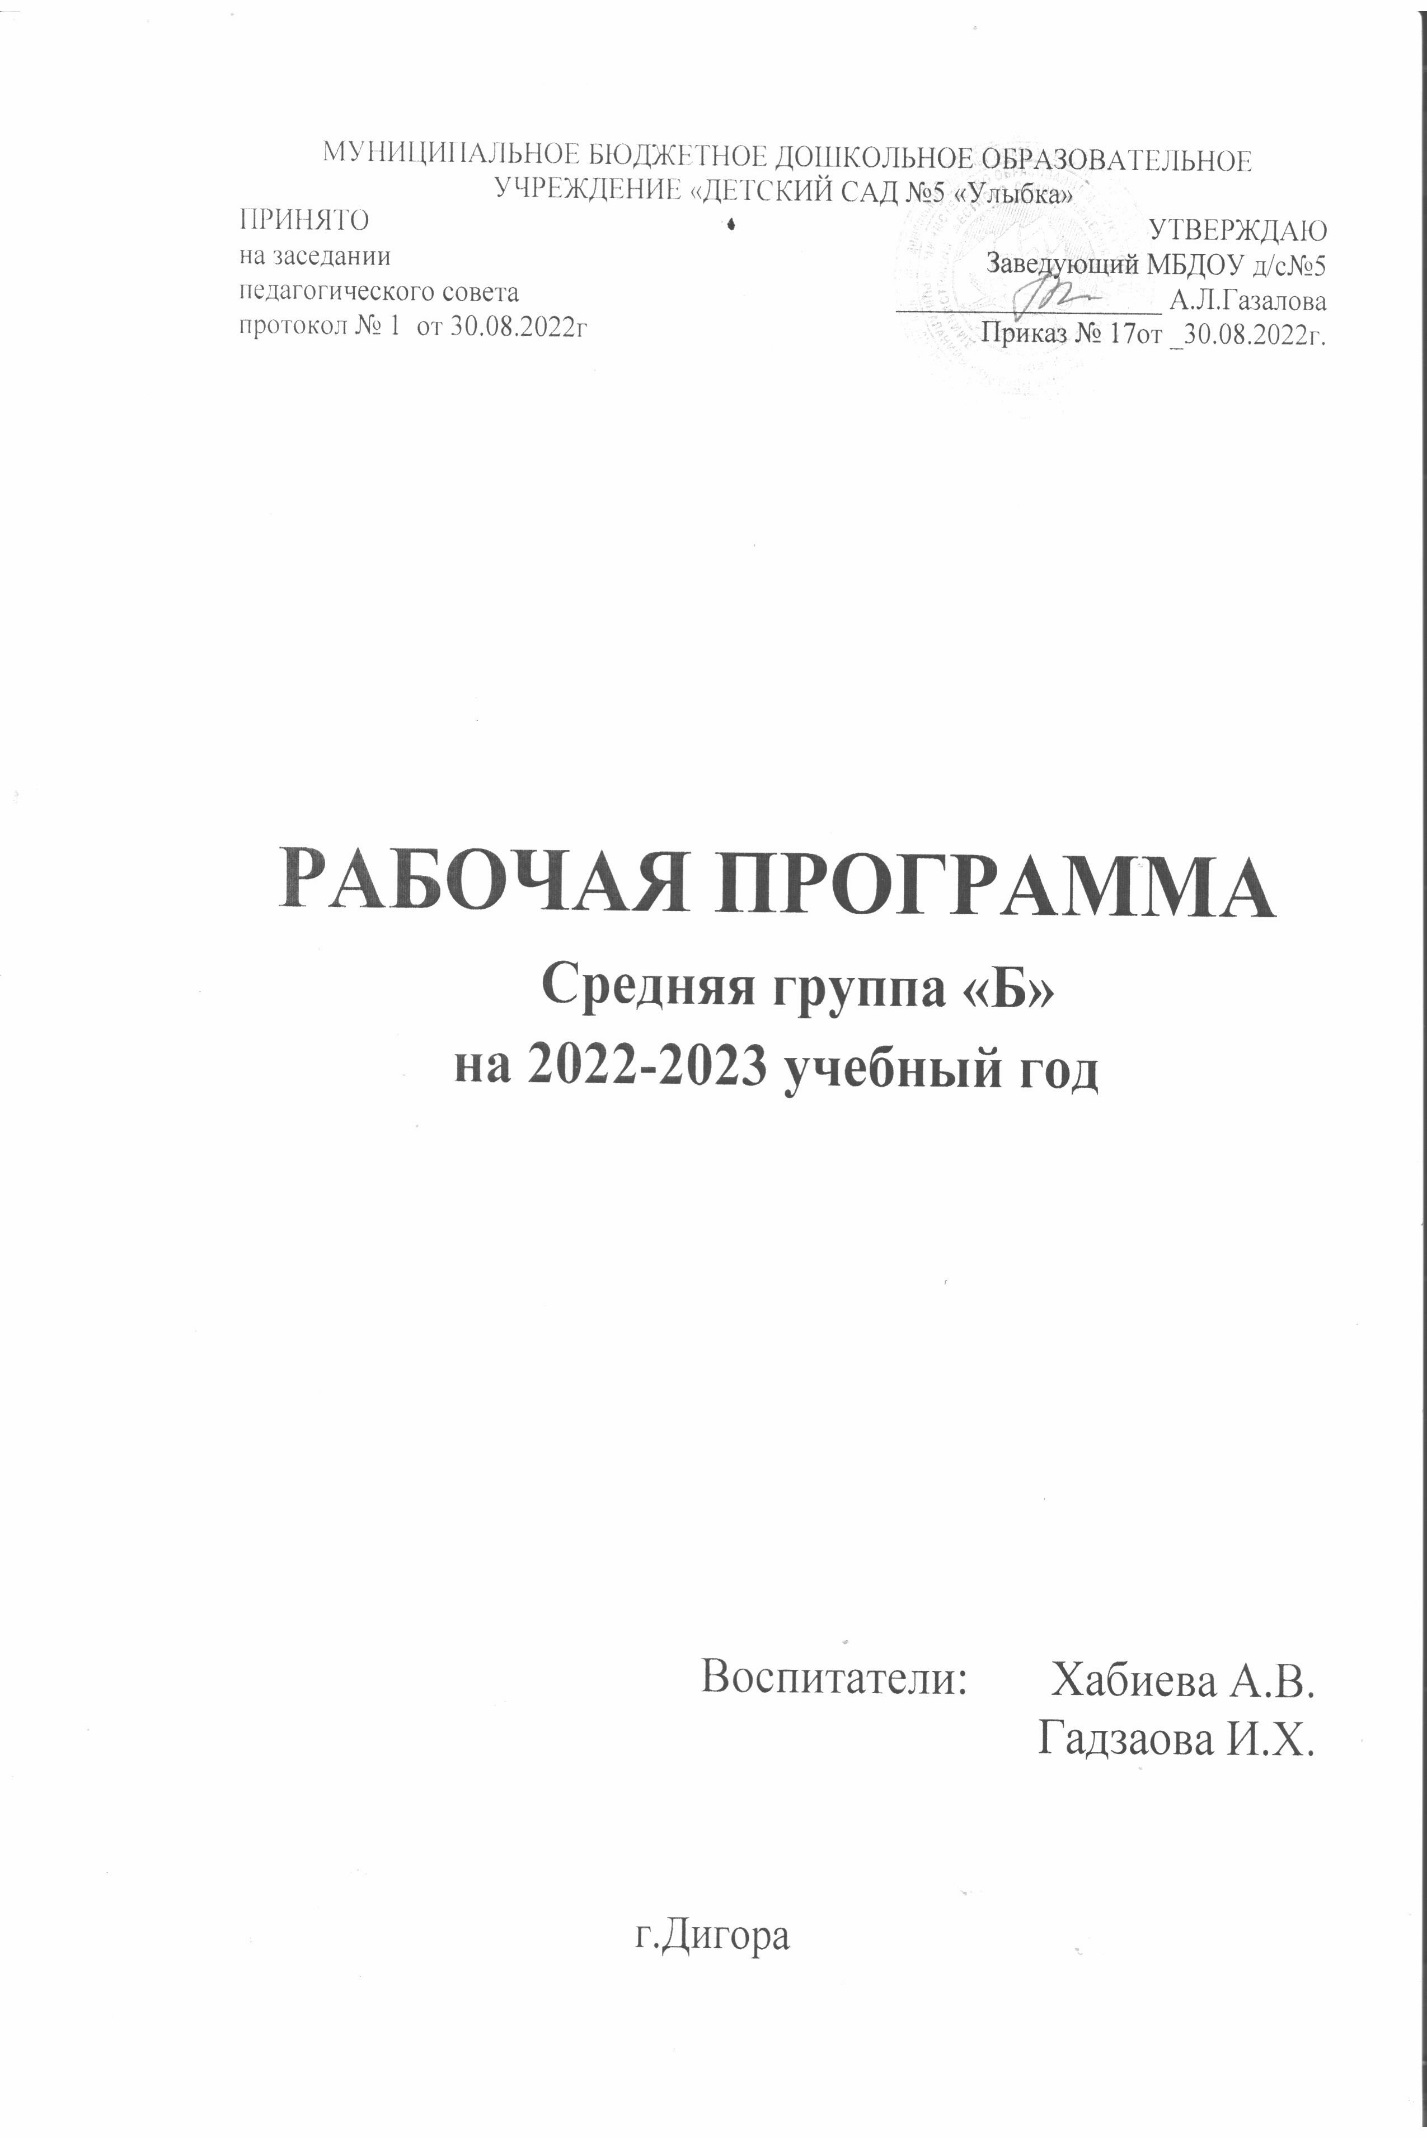 МУНИЦИПАЛЬНОЕ БЮДЖЕТНОЕ ДОШКОЛЬНОЕ ОБРАЗОВАТЕЛЬНОЕ
УЧРЕЖДЕНИЕ «ДЕТСКИЙ САД №5 «Улыбка»
ПРИНЯТО
на заседании
педагогического совета
протокол № 1 от 30.08.2022г
УТВЕРЖДАЮ
Заведующий МБДОУ д/с№5
А.Л.Газалова
Приказ № 17от _30.08.2022г.
РАБОЧАЯ ПРОГРАММА
Средняя группа «Б»
на 2022-2023 учебный год
Воспитатели: Хабиева А.В.
Гадзаова И.Х.
г.Дигора